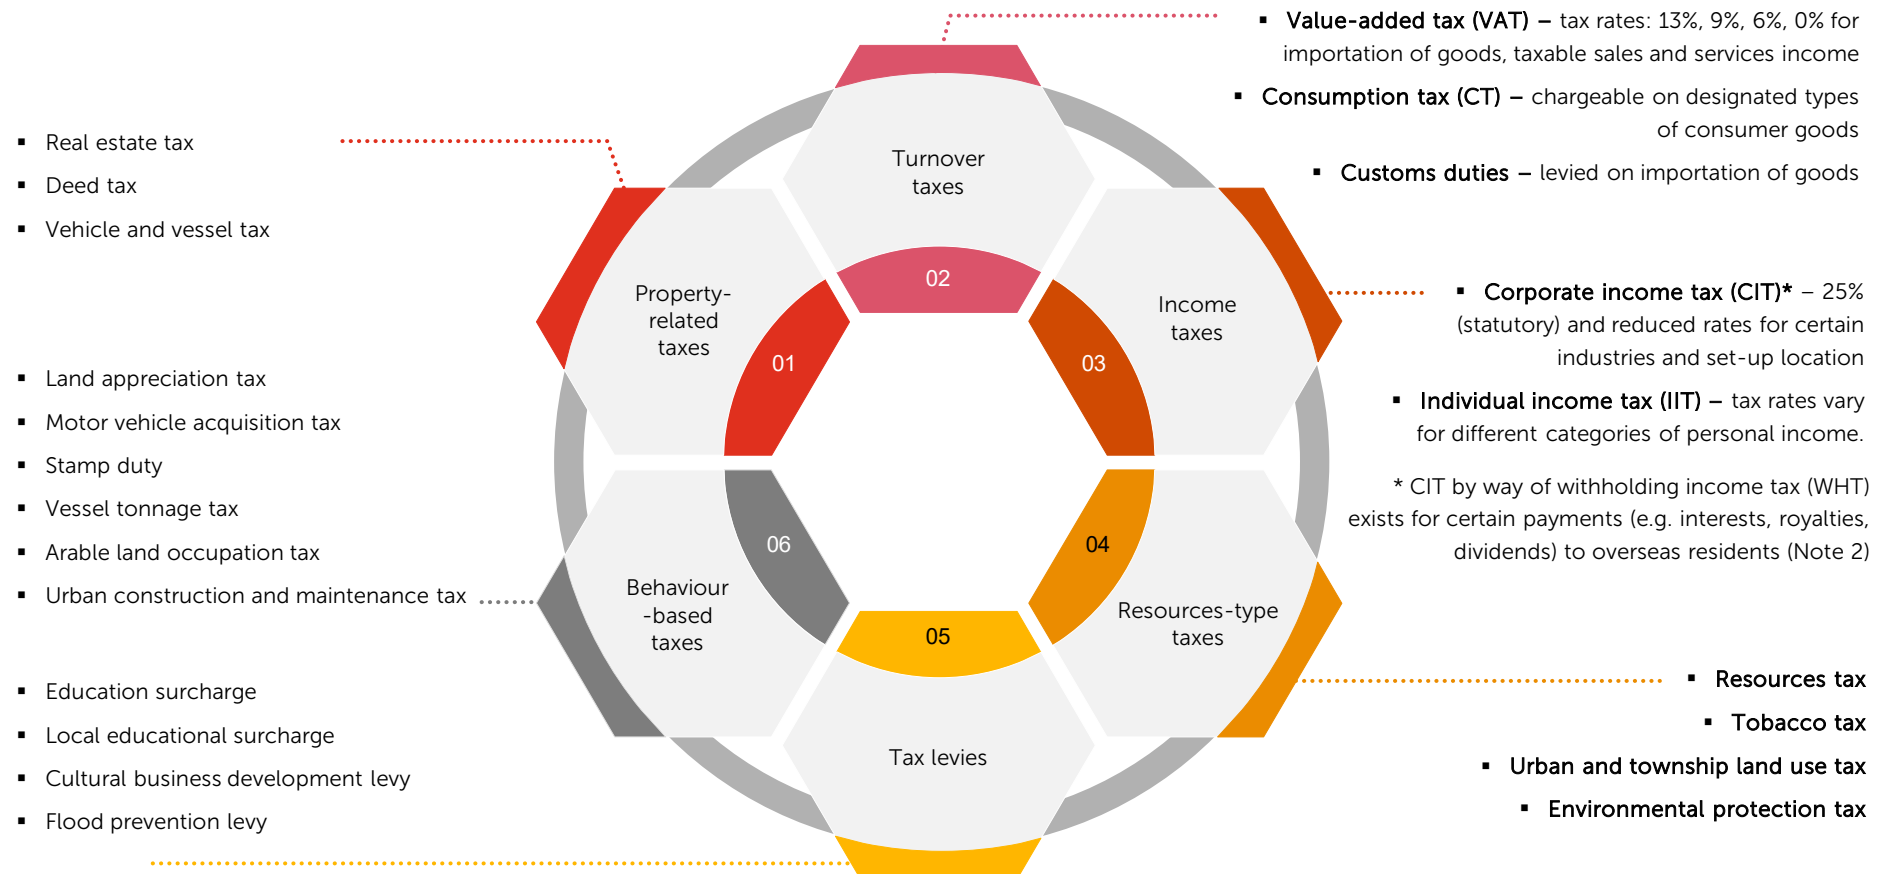 ▪ Real estate tax
▪ Deed tax
▪ Vehicle and vessel tax
▪ Land appreciation tax
▪ Motor vehicle acquisition tax
▪ Stamp duty
▪ Vessel tonnage tax
▪ Arable land occupation tax
▪ Urban construction and maintenance tax
▪ Education surcharge
▪ Local educational surcharge
▪ Cultural business development levy
▪ Flood prevention levy
Property-
related
taxes
01
Turnover
taxes
02
Income
taxes
03
04
Resources-type
taxes
05
Tax levies
06
Behaviour
-based
taxes
▪ Value-added tax (VAT) – tax rates: 13%, 9%, 6%, 0% for
importation of goods, taxable sales and services income
▪ Consumption tax (CT) – chargeable on designated types
of consumer goods
▪ Customs duties – levied on importation of goods
▪ Corporate income tax (CIT)* – 25%
(statutory) and reduced rates for certain
industries and set-up location
▪ Individual income tax (IIT) – tax rates vary
for different categories of personal income.
* CIT by way of withholding income tax (WHT)
exists for certain payments (e.g. interests, royalties,
dividends) to overseas residents (Note 2)
▪ Resources tax
▪ Tobacco tax
▪ Urban and township land use tax
▪ Environmental protection tax